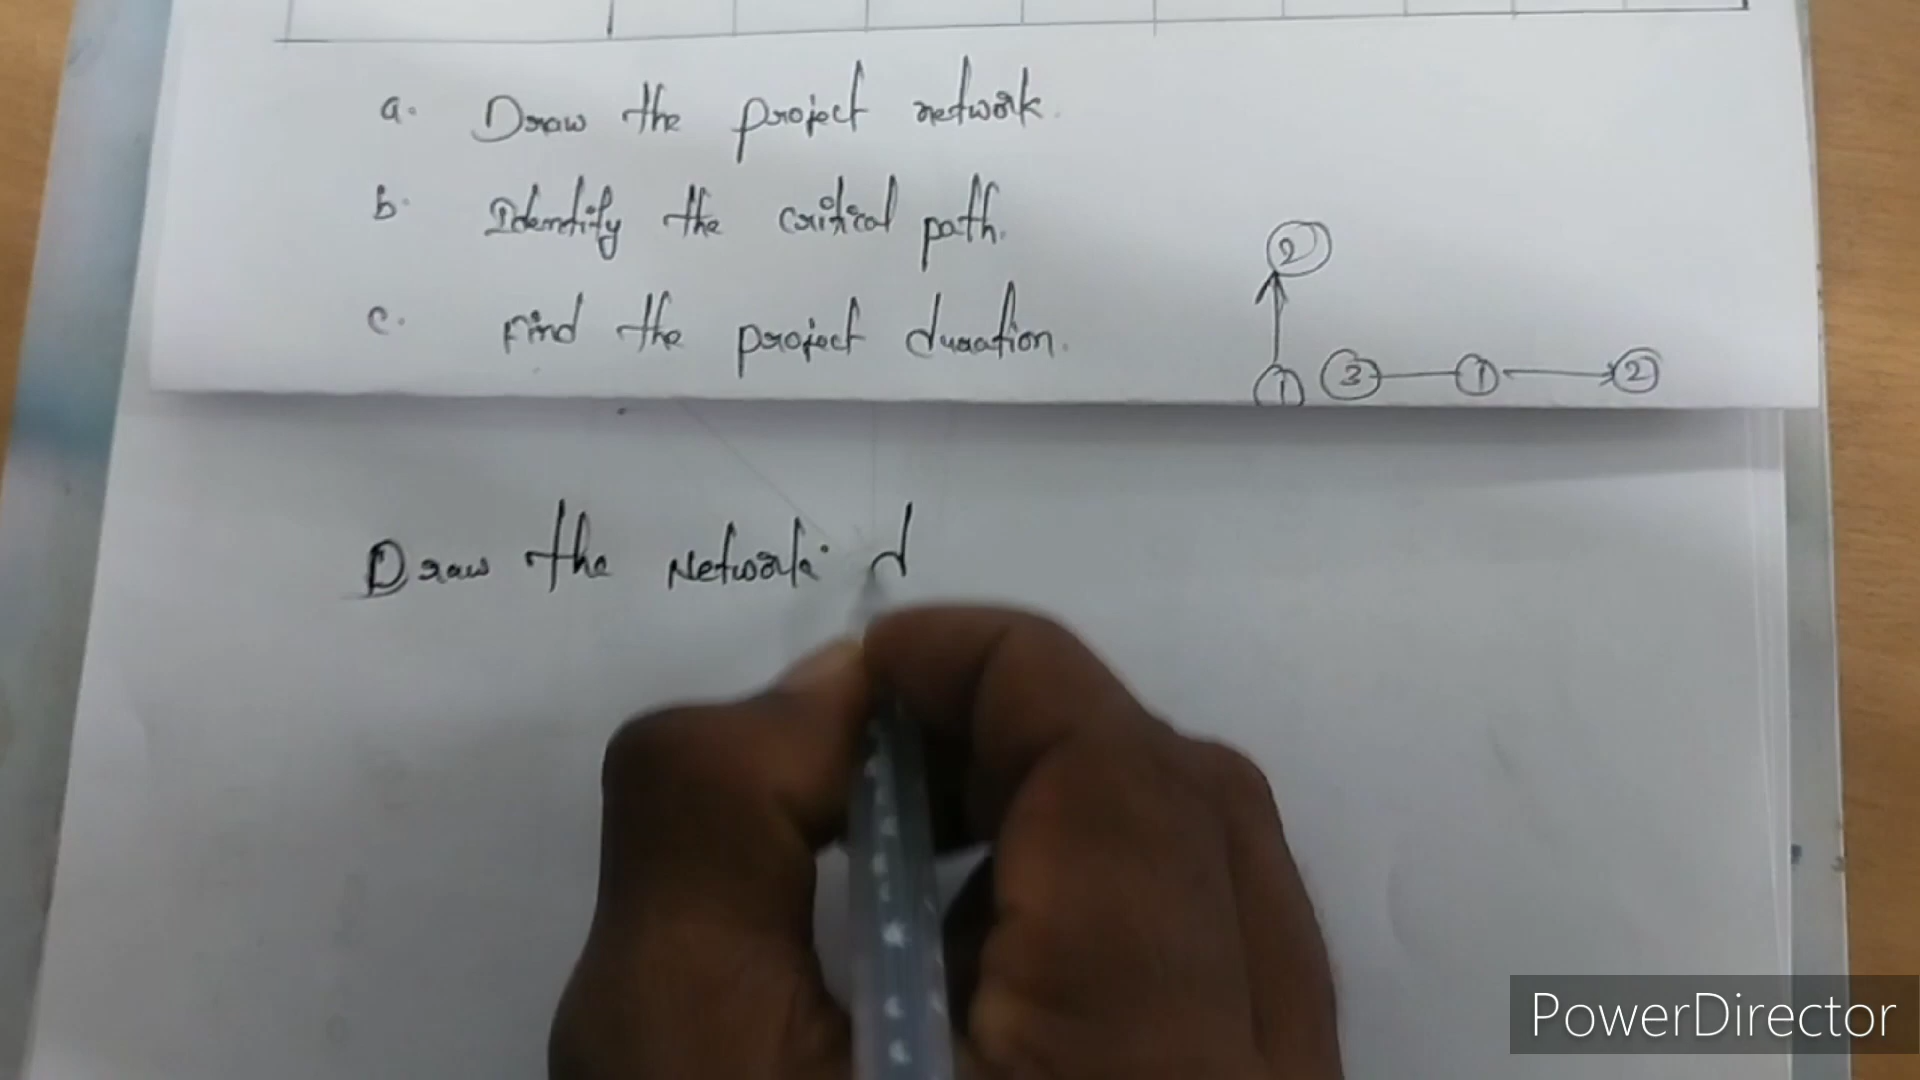 a. Draw the project network.
b. Identify the critical path.
c. Find the project duration.
2
1 3 1 2
Draw the Network d
PowerDirector